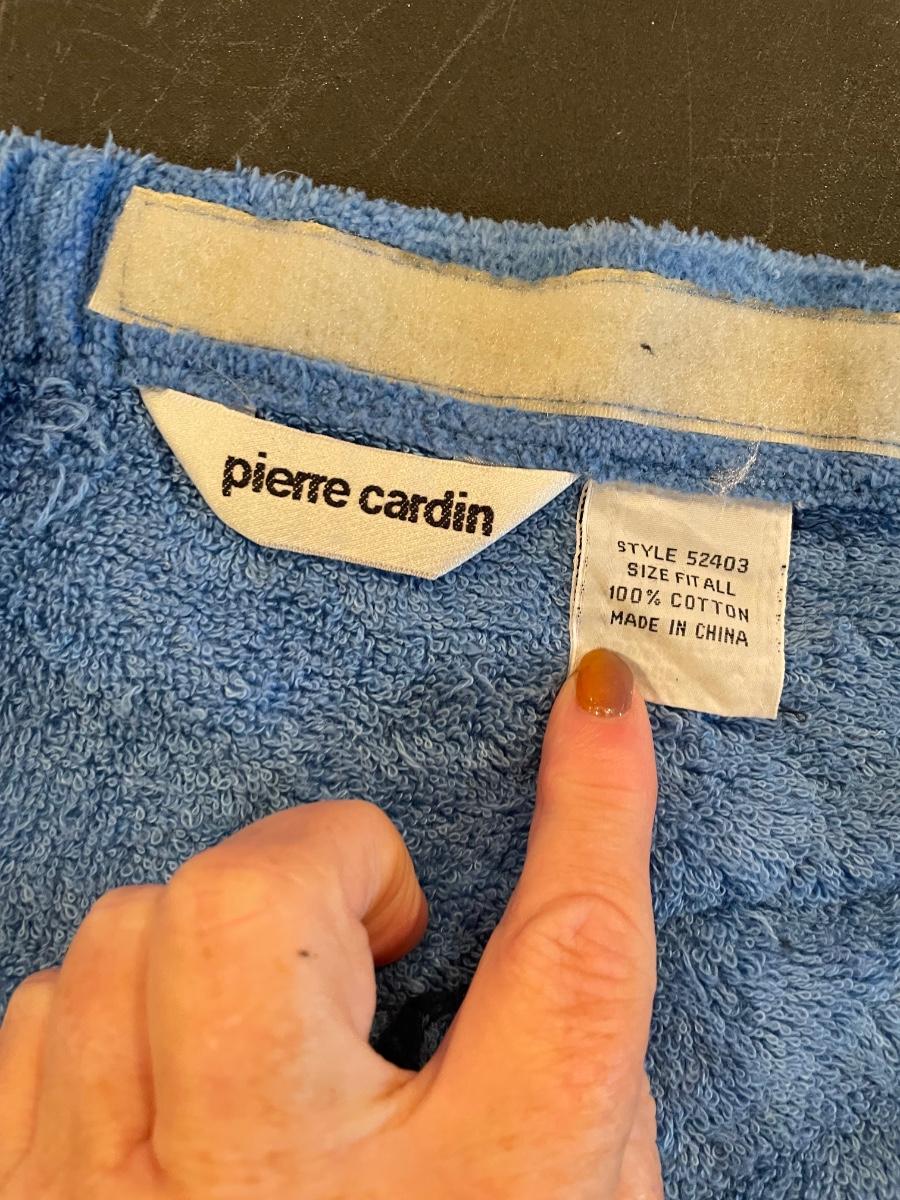 pierre cardin
STYLE 52403
SIZE FIT ALL
100% COTTON
MADE IN CHINA